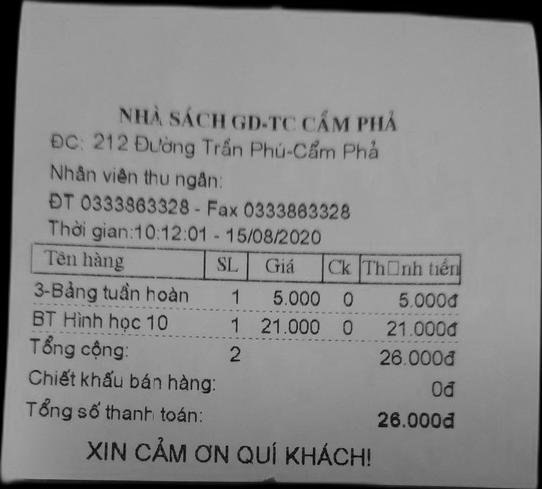 NHÀ SÁCH GD-TC CẨM PHẢ
ĐC: 212 Đường Trần Phú-Cẩm Phả
Nhân viên thu ngân:
ĐT 0333863328 - Fax 0333863328
Thời gian:10:12:01 - 15/08/2020
Tên hàng SL Giá Ck Th□nh tiền
3-Bảng tuần hoàn 1 5.000 0 5.000đ
BT Hình học 10 1 21.000 0 21.000đ
Tổng cộng: 2 26.000đ
Chiết khấu bán hàng: 0đ
Tổng số thanh toán: 26.000đ
XIN CẢM ƠN QUÍ KHÁCH!